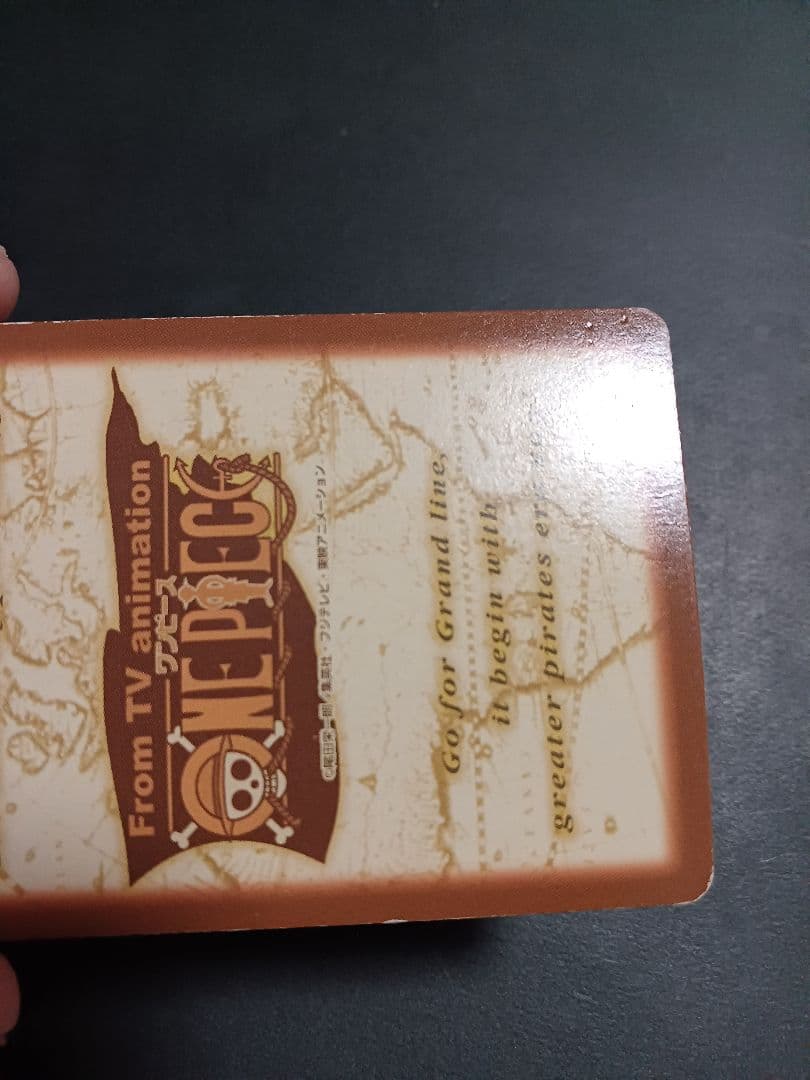 From TV animation
ワンピース
ONE PIECE
©尾田栄一郎/集英社・フジテレビ・東映アニメーション
Go for Grand line,
it begin with
greater pirates era